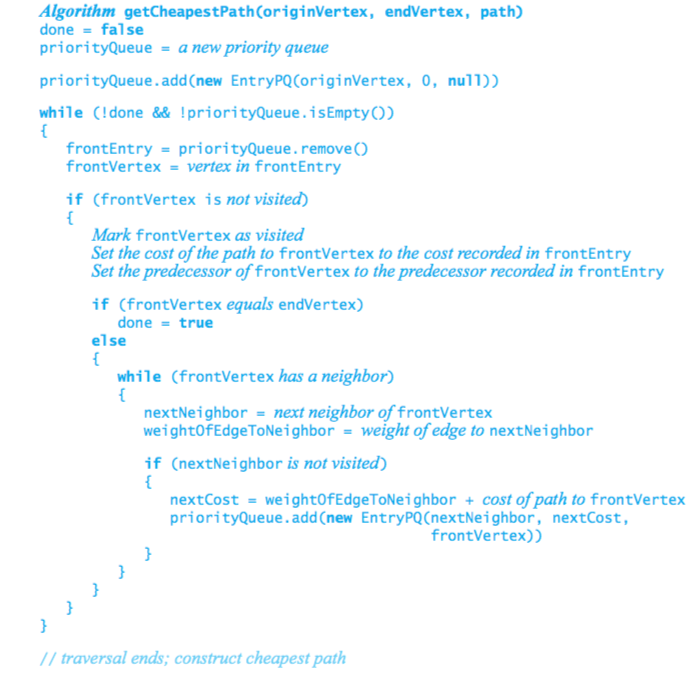 Algorithm getCheapestPath(originVertex, endVertex, path)
done = false
priorityQueue = a new priority queue
priorityQueue.add(new EntryPQ(originVertex, 0, null))
while (!done && !priorityQueue.isEmpty())
{
frontEntry = priorityQueue.remove()
frontVertex = vertex in frontEntry
if (frontVertex is not visited)
{
Mark frontVertex as visited
Set the cost of the path to frontVertex to the cost recorded in frontEntry
Set the predecessor of frontVertex to the predecessor recorded in frontEntry
if (frontVertex equals endVertex)
done = true
else
{
while (frontVertex has a neighbor)
{
nextNeighbor = next neighbor of frontVertex
weightOfEdgeToNeighbor = weight of edge to nextNeighbor
if (nextNeighbor is not visited)
{
nextCost = weightOfEdgeToNeighbor + cost of path to frontVertex
priorityQueue.add(new EntryPQ(nextNeighbor, nextCost,
frontVertex))
}
}
}
}
}
// traversal ends; construct cheapest path